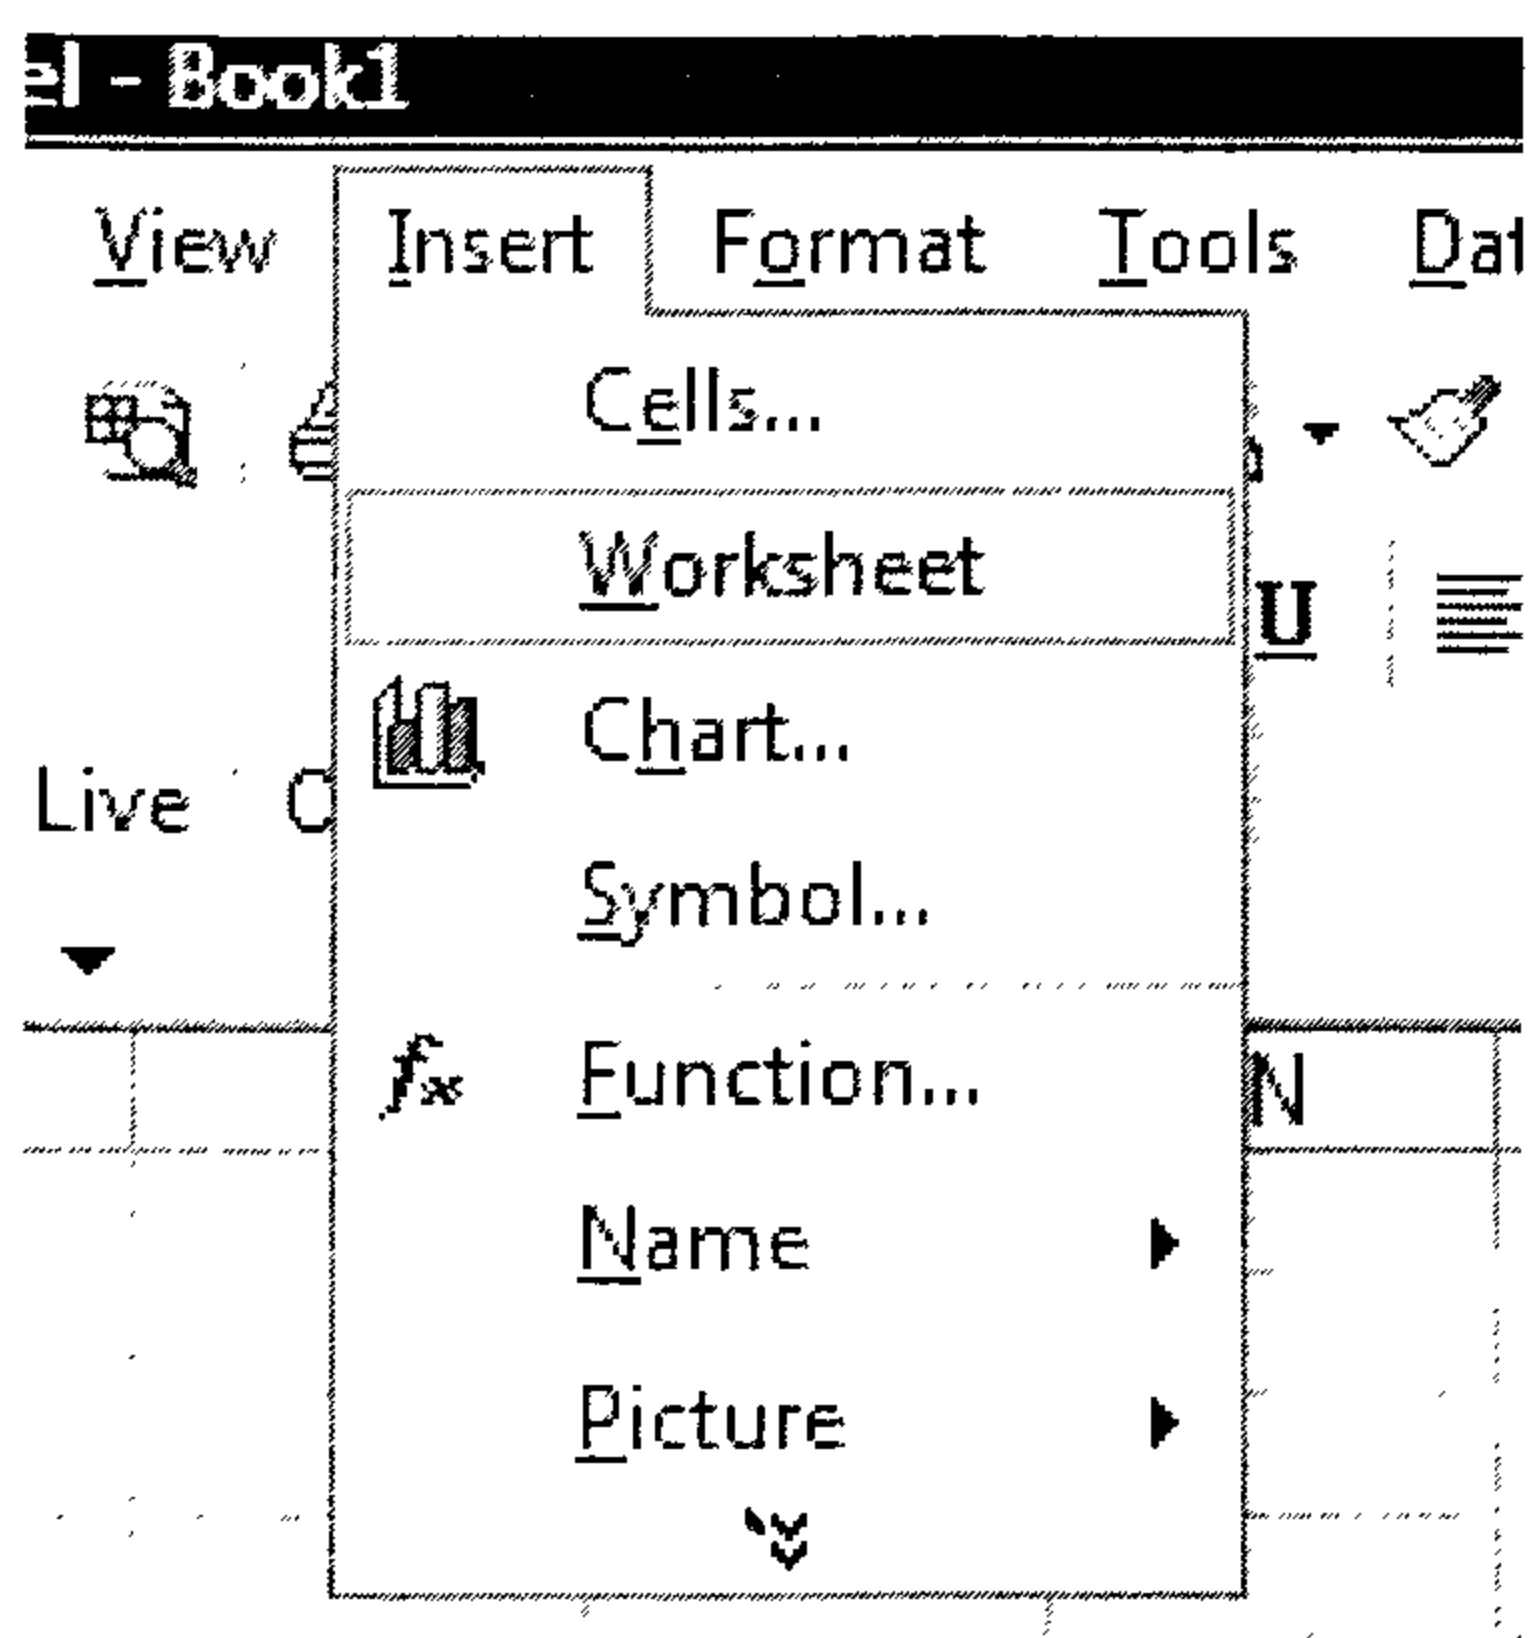 el - Book1
View Insert Format Tools Dat
Cells...
Worksheet
U
Chart...
Live C
Symbol...
fx Function...
N
Name
Picture